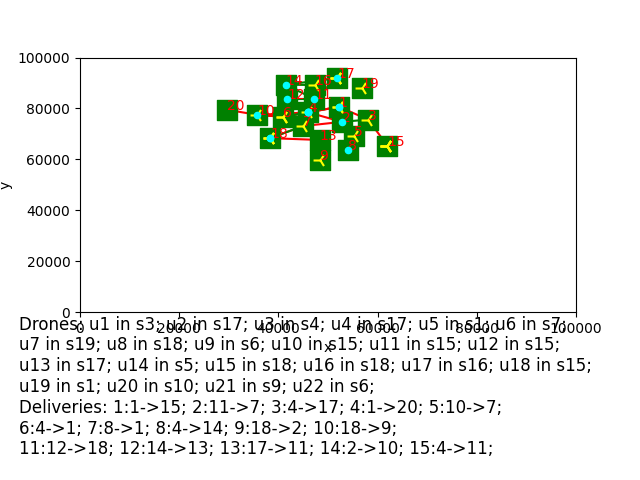 100000
80000
60000
40000
20000
0
y
0 20000 40000 60000 80000 100000
x
20
17
19
15
18
13
Drones: u1 in s3; u2 in s17; u3 in s4; u4 in s17; u5 in s1; u6 in s7;
u7 in s19; u8 in s18; u9 in s6; u10 in s15; u11 in s15; u12 in s15;
u13 in s17; u14 in s5; u15 in s18; u16 in s18; u17 in s16; u18 in s15;
u19 in s1; u20 in s10; u21 in s9; u22 in s6;
Deliveries: 1:1->15; 2:11->7; 3:4->17; 4:1->20; 5:10->7;
6:4->1; 7:8->1; 8:4->14; 9:18->2; 10:18->9;
11:12->18; 12:14->13; 13:17->11; 14:2->10; 15:4->11;